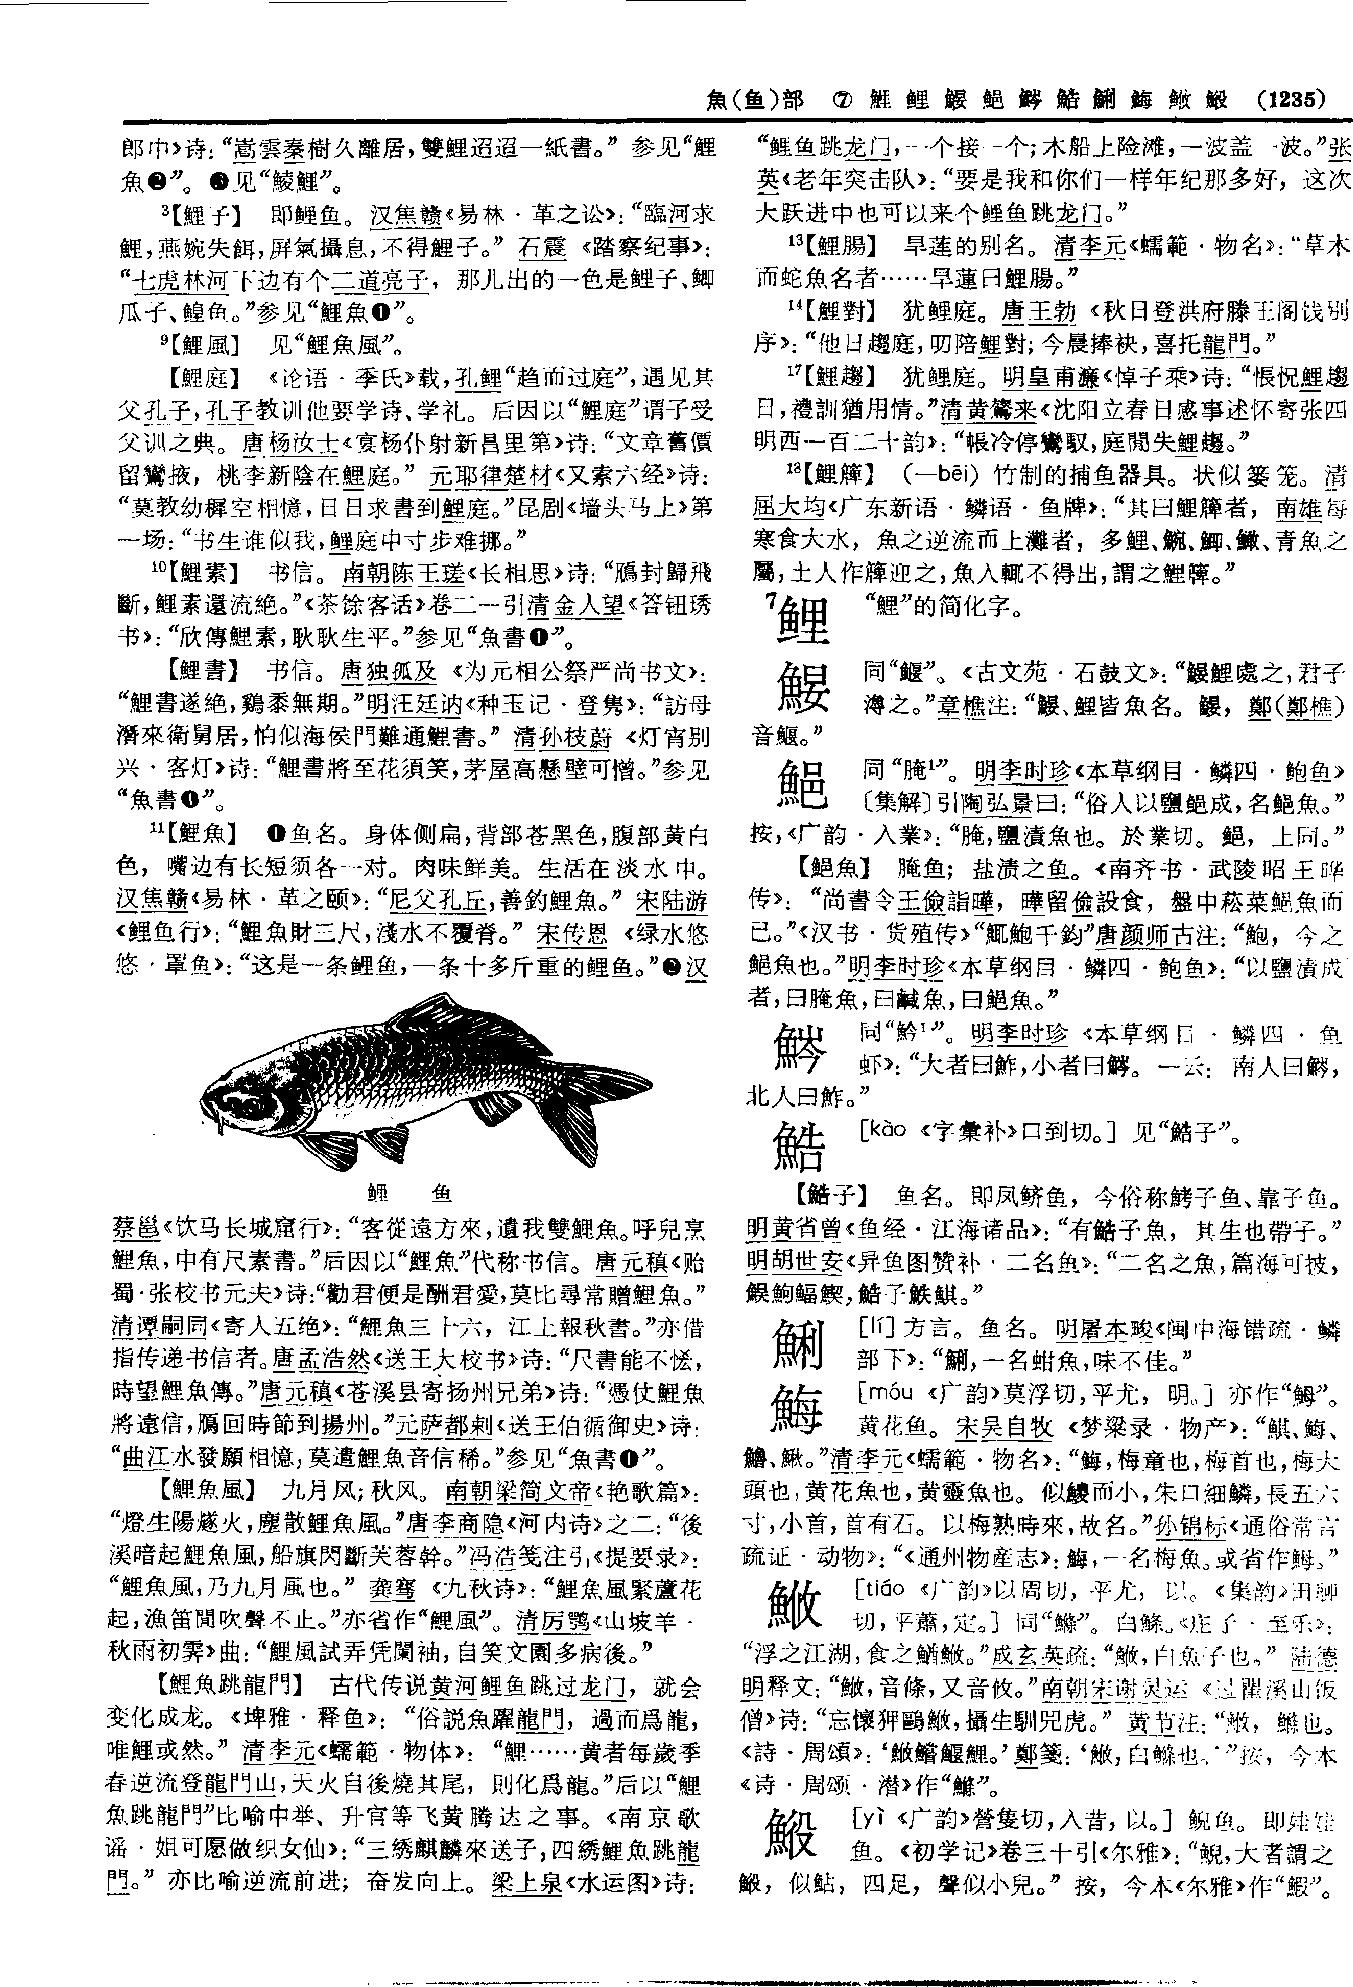 魚(鱼)部 ⑦ 鯉 鲤 鰋 䱒 䱤 鯌 鯏 鋂 鮍 鮼 (1235)
郎中》诗：“嵩雲秦樹久離居，雙鯉迢迢一紙書。”参见“鯉
魚❷”。❸见“鯪鯉”。
³【鯉子】 即鲤鱼。汉焦赣《易林·革之讼》：“臨河求
鯉，燕婉失餌，屏氣攝息，不得鯉子。”石震《踏察纪事》：
“七虎林河下边有个二道亮子，那儿出的一色是鲤子、鲫
瓜子、鳇鱼。”参见“鯉魚❶”。
⁹【鯉風】 见“鯉魚風”。
【鯉庭】 《论语·季氏》载，孔鲤“趋而过庭”，遇见其
父孔子，孔子教训他要学诗、学礼。后因以“鲤庭”谓子受
父训之典。唐杨汝士《宴杨仆射新昌里第》诗：“文章舊價
留鸞掖，桃李新陰在鯉庭。”元耶律楚材《又索六经》诗：
“莫教幼穉空相憶，日日求書到鯉庭。”昆剧《墙头马上》第
一场：“书生谁似我，鲤庭中寸步难挪。”
¹⁰【鯉素】 书信。南朝陈王瑳《长相思》诗：“鴈封歸飛
斷，鯉素還流絶。”《茶馀客话》卷二一引清金人望《答钮琇
书》：“欣傳鯉素，耿耿生平。”参见“魚書❶”。
【鯉書】 书信。唐独孤及《为元相公祭严尚书文》：
“鯉書遂絶，鷄黍無期。”明汪廷讷《种玉记·登隽》：“訪母
潛來衛舅居，怕似海侯門難通鯉書。”清孙枝蔚《灯宵别
兴·客灯》诗：“鯉書將至花須笑，茅屋高懸壁可憎。”参见
“魚書❶”。
¹¹【鯉魚】 ❶鱼名。身体侧扁，背部苍黑色，腹部黄白
色，嘴边有长短须各一对。肉味鲜美。生活在淡水中。
汉焦赣《易林·革之颐》：“尼父孔丘，善釣鯉魚。”宋陆游
《鲤鱼行》：“鯉魚財三尺，淺水不覆脊。”宋传恩《绿水悠
悠·罩鱼》：“这是一条鲤鱼，一条十多斤重的鲤鱼。”❷汉
鲤 鱼
蔡邕《饮马长城窟行》：“客從遠方來，遺我雙鯉魚。呼兒烹
鯉魚，中有尺素書。”后因以“鯉魚”代称书信。唐元稹《贻
蜀·张校书元夫》诗：“勸君便是酬君愛，莫比尋常贈鯉魚。”
清谭嗣同《寄人五绝》：“鯉魚三十六，江上報秋書。”亦借
指传递书信者。唐孟浩然《送王大校书》诗：“尺書能不恡，
時望鯉魚傳。”唐元稹《苍溪县寄扬州兄弟》诗：“憑仗鯉魚
將遠信，鴈回時節到揚州。”元萨都剌《送王伯循御史》诗：
“曲江水發願相憶，莫遣鯉魚音信稀。”参见“魚書❶”。
【鯉魚風】 九月风；秋风。南朝梁简文帝《艳歌篇》：
“燈生陽燧火，塵散鯉魚風。”唐李商隐《河内诗》之二：“後
溪暗起鯉魚風，船旗閃斷芙蓉幹。”冯浩笺注引《提要录》：
“鯉魚風，乃九月風也。”龚骞《九秋诗》：“鯉魚風緊蘆花
起，漁笛閒吹聲不止。”亦省作“鯉風”。清厉鹗《山坡羊·
秋雨初霁》曲：“鯉風試弄凭闌袖，自笑文園多病後。”
【鯉魚跳龍門】 古代传说黄河鲤鱼跳过龙门，就会
变化成龙。《埤雅·释鱼》：“俗説魚躍龍門，過而爲龍，
唯鯉或然。”清李元《蠕範·物体》：“鯉……黄者每歲季
春逆流登龍門山，天火自後燒其尾，則化爲龍。”后以“鯉
魚跳龍門”比喻中举、升官等飞黄腾达之事。《南京歌
谣·姐可愿做织女仙》：“三绣麒麟來送子，四綉鯉魚跳龍
門。”亦比喻逆流前进；奋发向上。梁上泉《水运图》诗：
“鲤鱼跳龙门，一个接一个；木船上险滩，一波盖一波。”张
英《老年突击队》：“要是我和你们一样年纪那多好，这次
大跃进中也可以来个鲤鱼跳龙门。”
¹³【鯉腸】 旱莲的别名。清李元《蠕範·物名》：“草木
而蛇魚名者……旱蓮曰鯉腸。”
¹⁴【鯉對】 犹鲤庭。唐王勃《秋日登洪府滕王阁饯别
序》：“他日趨庭，叨陪鯉對；今晨捧袂，喜托龍門。”
¹⁷【鯉趨】 犹鲤庭。明皇甫濂《悼子乘》诗：“悵怳鯉趨
日，禮訓猶用情。”清黄鷟来《沈阳立春日感事述怀寄张四
明西一百二十韵》：“帳冷停鸞馭，庭閒失鯉趨。”
¹⁸【鯉簰】 （—bēi）竹制的捕鱼器具。状似篓笼。清
屈大均《广东新语·鳞语·鱼簰》：“其曰鯉簰者，南雄每
寒食大水，魚之逆流而上灘者，多鯉、鯇、鯽、鱤、青魚之
屬，土人作簰迎之，魚入輒不得出，謂之鯉簰。”
⁷鲤 “鯉”的简化字。
鰋 同“鰋”。《古文苑·石鼓文》：“鰋鯉處之，君子
漁之。”章樵注：“鰋、鯉皆魚名。鰋，鄭（鄭樵）
音鰋。”
䱒 同“腌¹”。明李时珍《本草纲目·鳞四·鲍鱼》
〔集解〕引陶弘景曰：“俗人以鹽䱒成，名䱒魚。”
按，《广韵·入業》：“腌，鹽漬魚也。於業切。䱒，上同。”
【䱒魚】 腌鱼；盐渍之鱼。《南齐书·武陵昭王晔
传》：“尚書令王儉詣曄，曄留儉設食，盤中菘菜䱒魚而
已。”《汉书·货殖传》“鮿鮑千鈞”唐颜师古注：“鮑，今之
䱒魚也。”明李时珍《本草纲目·鳞四·鲍鱼》：“以鹽漬成
者，曰腌魚，曰鹹魚，曰䱒魚。”
同“魿¹”。明李时珍《本草纲目·鳞四·鱼
虾》：“大者曰鮓，小者曰。一云：南人曰，
北人曰鮓。”
鯌 [kào《字彙补》口到切。] 见“鯌子”。
【鯌子】 鱼名。即凤鲚鱼，今俗称鮳子鱼、靠子鱼。
明黄省曾《鱼经·江海诸品》：“有鯌子魚，其生也帶子。”
明胡世安《异鱼图赞补·二名鱼》：“二名之魚，篇海可披，
鯸鮈鰏鰥，鯌子鮄鯕。”
鯏 [lí] 方言。鱼名。明屠本畯《闽中海错疏·鳞
部下》：“鯏，一名蚶魚，味不佳。”
[móu《广韵》莫浮切，平尤，明。] 亦作“鮸”。
黄花鱼。宋吴自牧《梦粱录·物产》：“鯕、、
鱛、鰍。”清李元《蠕範·物名》：“，梅童也，梅首也，梅大
頭也，黄花魚也，黄靈魚也。似鯼而小，朱口細鱗，長五六
寸，小首，首有石。以梅熟時來，故名。”孙锦标《通俗常言
疏证·动物》：“《通州物産志》：，一名梅魚。或省作鮸。”
[tiáo《广韵》以周切，平尤，以。《集韵》田聊
切，平蕭，定。] 同“鰷”。白鲦。《庄子·至乐》：
“浮之江湖，食之鰌。”成玄英疏：“，白魚子也。”陆德
明释文：“，音條，又音攸。”南朝宋谢灵运《过瞿溪山饭
僧》诗：“忘懷狎鷗，攝生馴兕虎。”黄节注：“，鰷也。
《詩·周頌》：‘鱨鰋鯉。’鄭箋：‘，白鰷也。’”按，今本
《诗·周颂·潜》作“鰷”。
[yì《广韵》營隻切，入昔，以。] 鲵鱼。即娃娃
鱼。《初学记》卷三十引《尔雅》：“鯢，大者謂之
，似鮎，四足，聲似小兒。”按，今本《尔雅》作“鰕”。